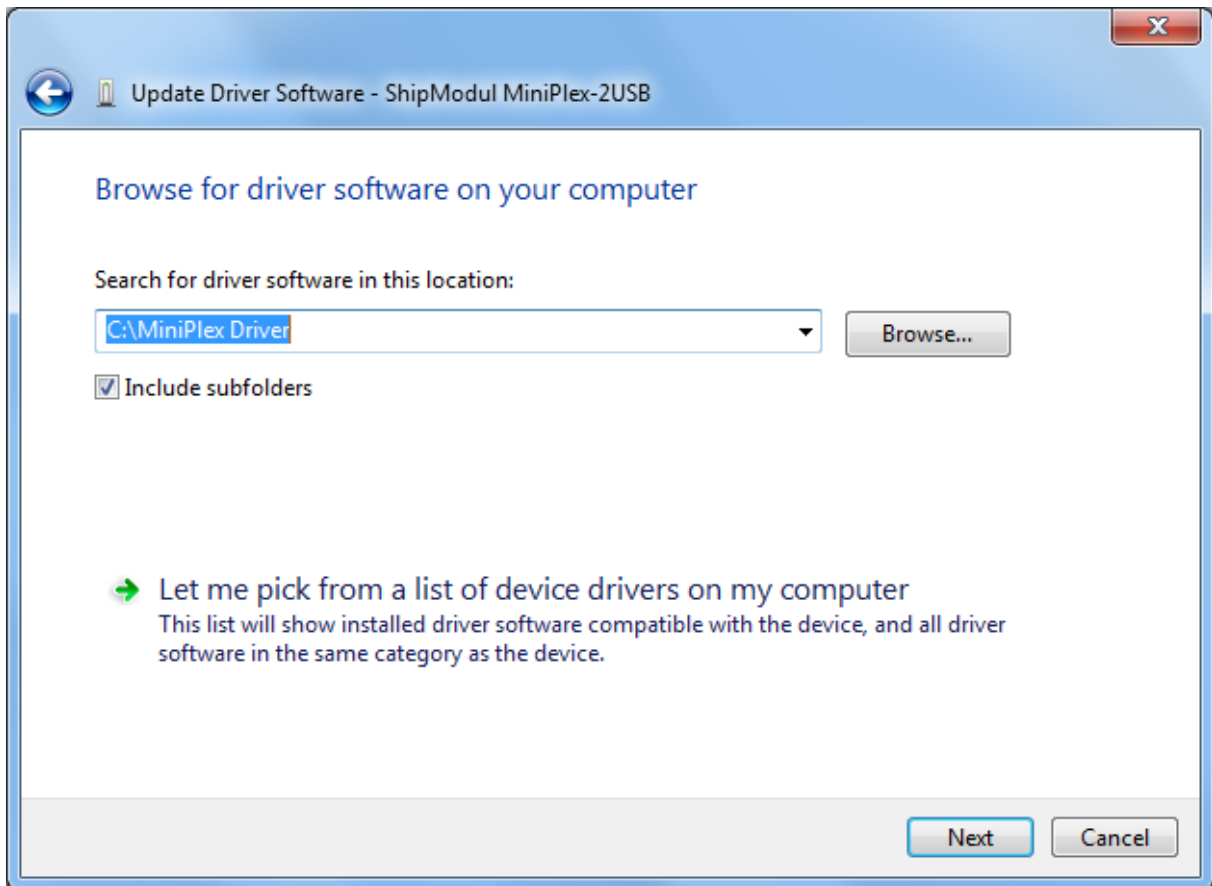 Update Driver Software - ShipModul MiniPlex-2USB
Browse for driver software on your computer
Search for driver software in this location:
C:\MiniPlex Driver
Browse...
Include subfolders
Let me pick from a list of device drivers on my computer
This list will show installed driver software compatible with the device, and all driver
software in the same category as the device.
Next
Cancel